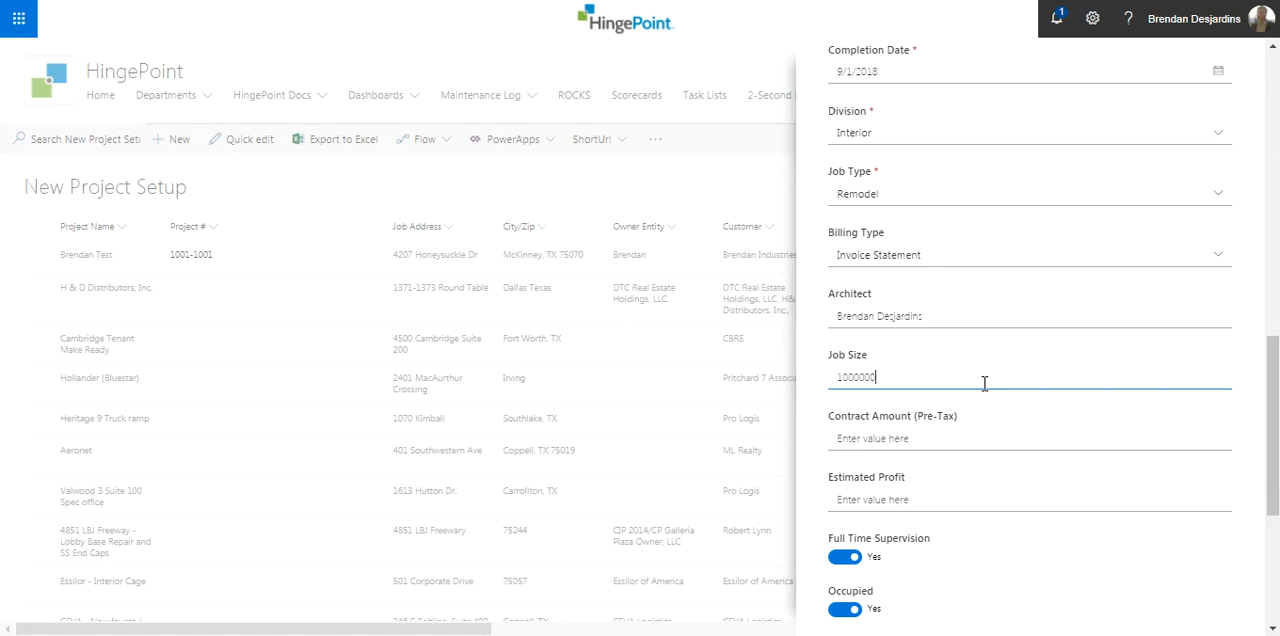 HingePoint
1
Brendan Desjardins
HingePoint
Home Departments HingePoint Docs Dashboards Maintenance Log ROCKS Scorecards Task Lists 2-Second
Search New Project Setu New Quick edit Export to Excel Flow PowerApps ShortUrl ...
New Project Setup
Project Name Project # Job Address City/Zip Owner Entity Customer
Brendan Test 1001-1001 4207 Honeysuckle Dr McKinney, TX 75070 Brendan Brendan Industries
H & D Distributors, Inc. 1371-1373 Round Table Dallas Texas DTC Real Estate DTC Real Estate
Holdings, LLC. Holdings, LLC, H&
Distributors, Inc.,
Cambridge Tenant 4500 Cambridge Suite Fort Worth, TX CBRE
Make Ready 200
Hollander (Bluestar) 2401 MacAurthur Irving Pritchard 7 Associa
Crossing
Heritage 9 Truck ramp 1070 Kimball Southlake, TX Pro Logis
Aeronet 401 Southwestern Ave Coppell, TX 75019 ML Realty
Valwood 3 Suite 100 1613 Hutton Dr. Carrollton, TX Pro Logis
Spec office
4851 LBJ Freeway - 4851 LBJ Freewary 75244 CIP 2014/CP Galleria Robert Lynn
Lobby Base Repair and Plaza Owner, LLC
SS End Caps
Essilor - Interior Cage 501 Corporate Drive 75057 Essilor of America Essilor of America
Completion Date *
9/1/2018
Division *
Interior
Job Type *
Remodel
Billing Type
Invoice Statement
Architect
Brendan Desjardins
Job Size
1000000
Contract Amount (Pre-Tax)
Enter value here
Estimated Profit
Enter value here
Full Time Supervision
Yes
Occupied
Yes